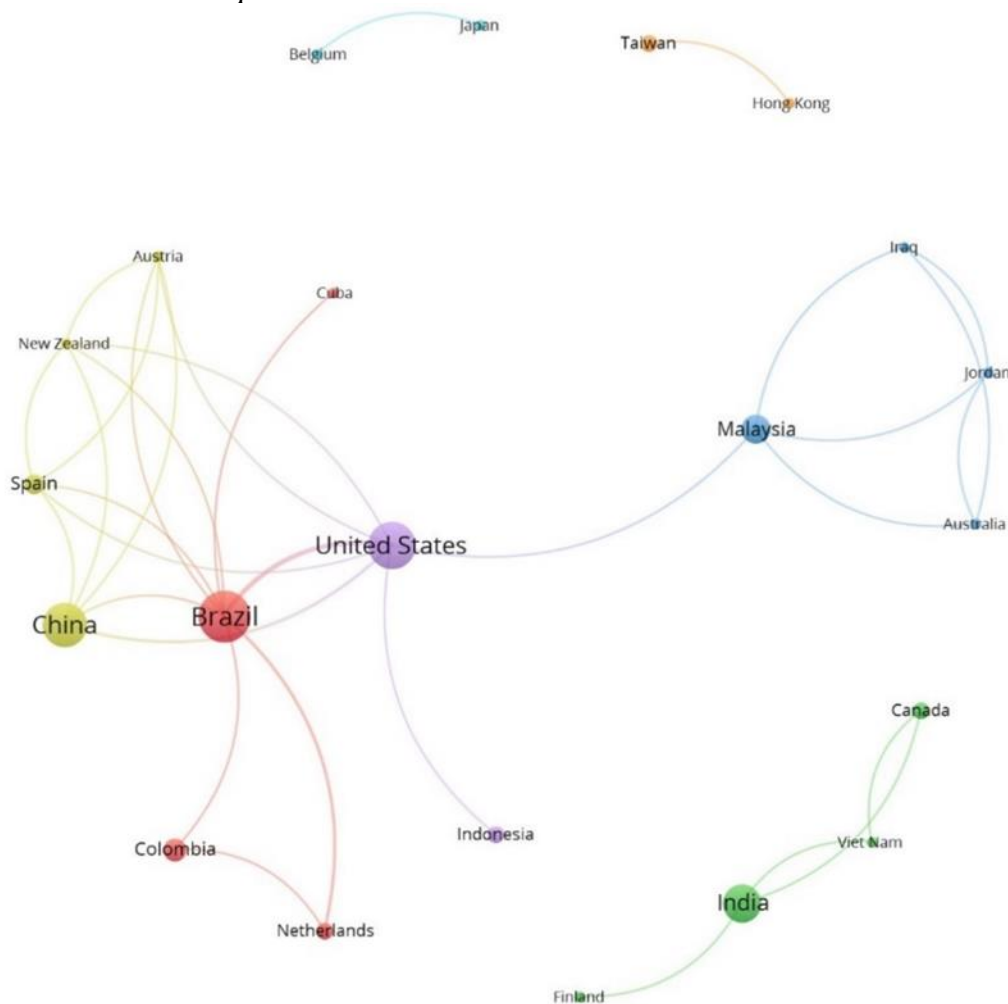 Japan
Belgium
Taiwan
Hong Kong
Iraq
Austria
Cuba
New Zealand
Jordan
Malaysia
Spain
Australia
United States
Brazil
China
Canada
Indonesia
Viet Nam
Colombia
India
Netherlands
Finland